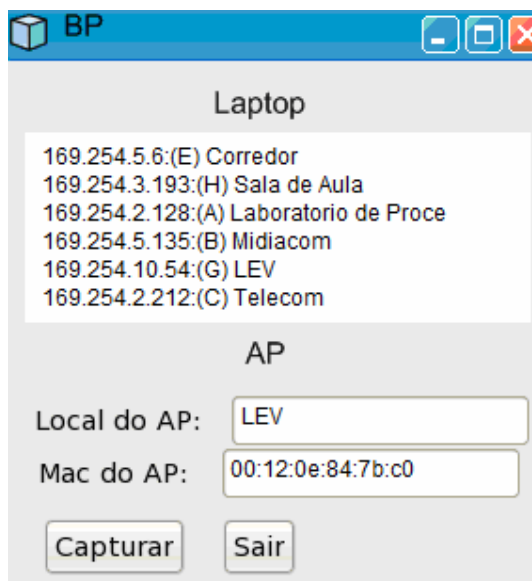 BP
Laptop
169.254.5.6:(E) Corredor
169.254.3.193:(H) Sala de Aula
169.254.2.128:(A) Laboratorio de Proce
169.254.5.135:(B) Midiacom
169.254.10.54:(G) LEV
169.254.2.212:(C) Telecom
AP
Local do AP: LEV
Mac do AP: 00:12:0e:84:7b:c0
Capturar Sair